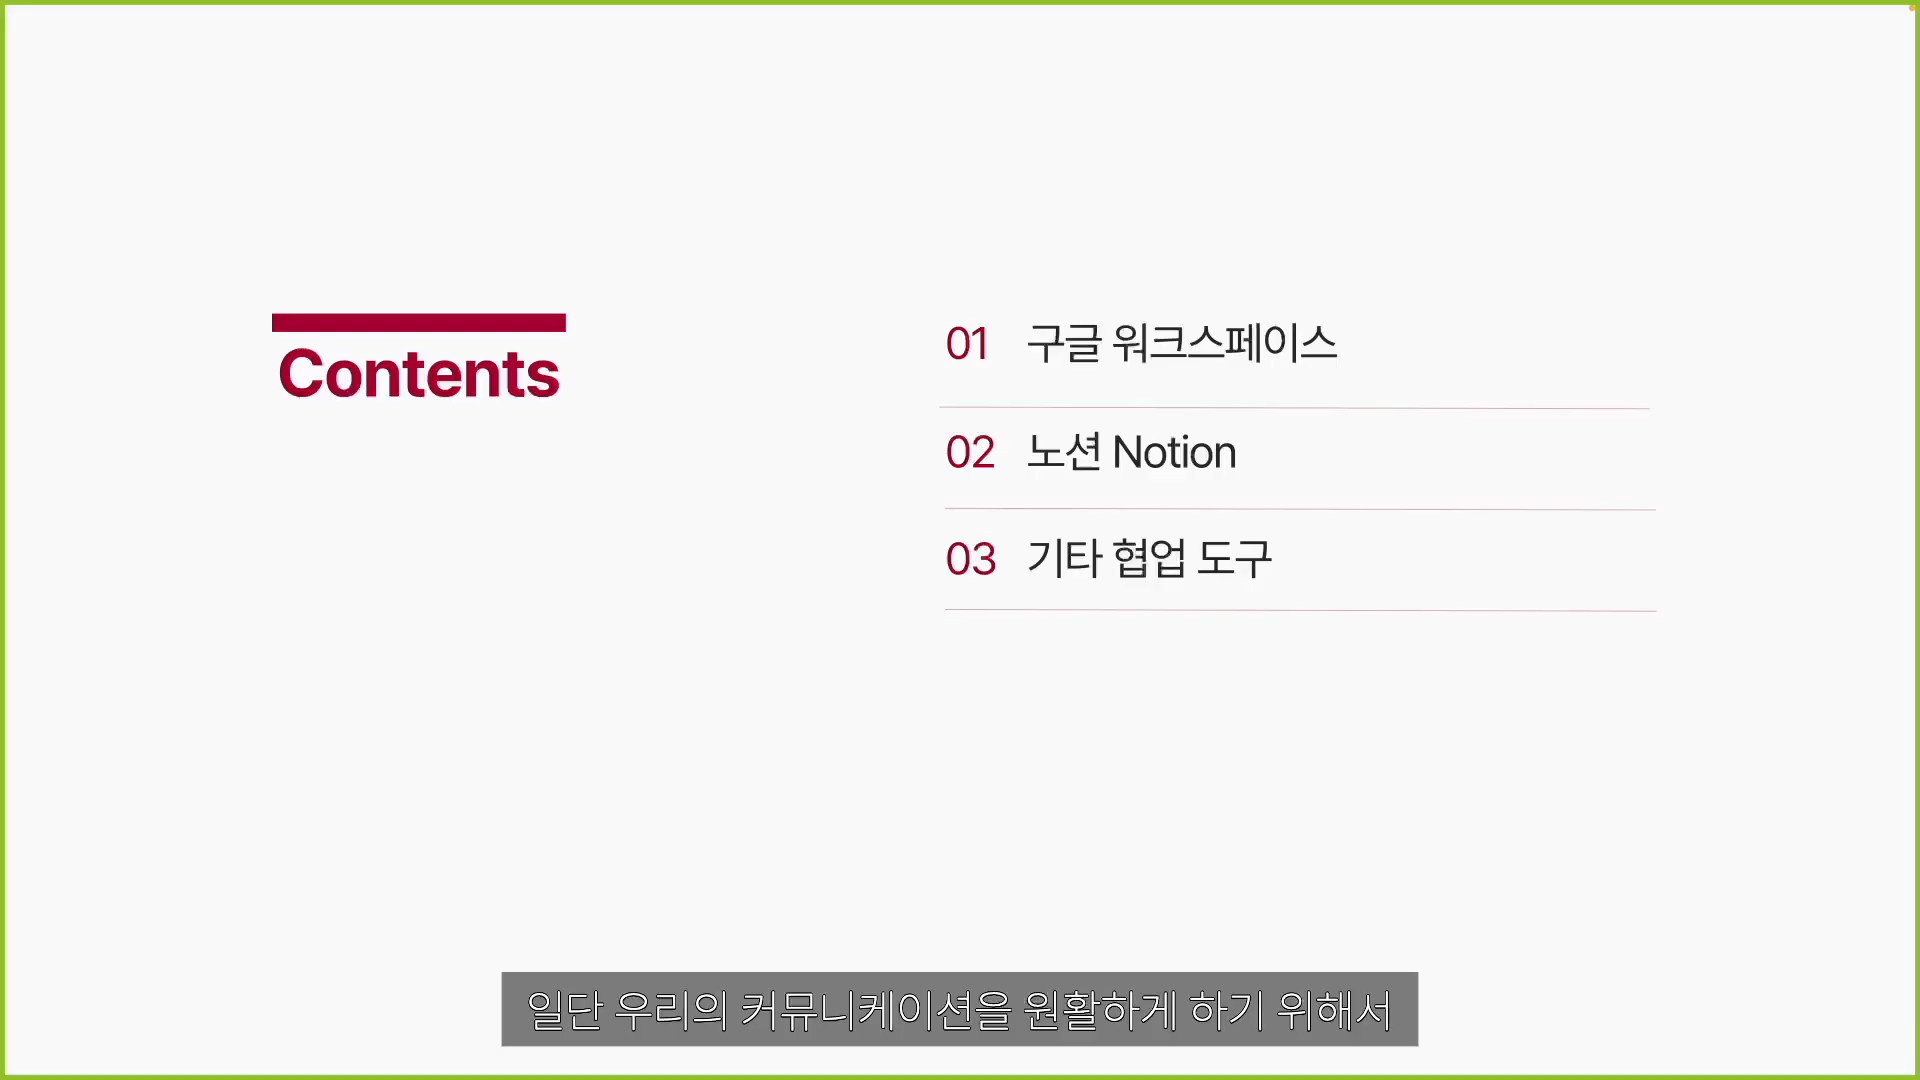 Contents
01 구글 워크스페이스
02 노션 Notion
03 기타 협업 도구
일단 우리의 커뮤니케이션을 원활하게 하기 위해서